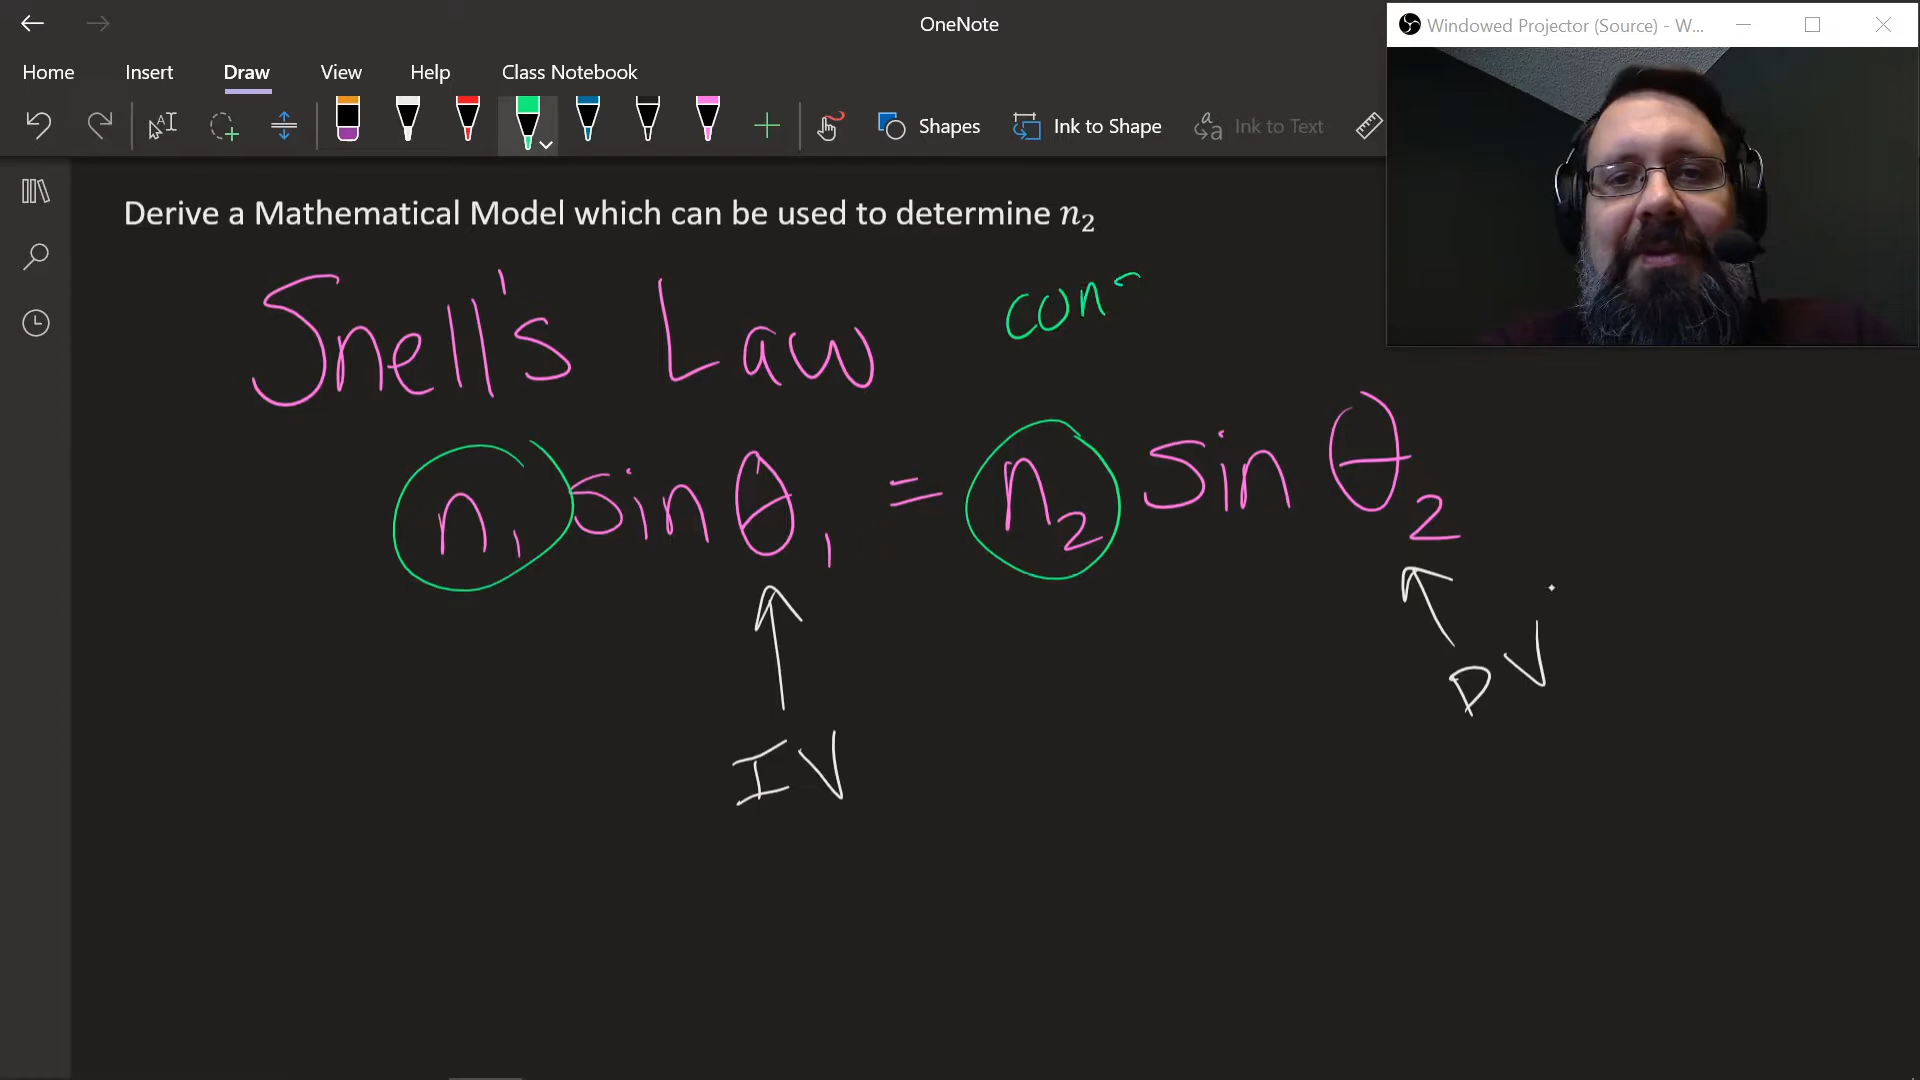 OneNote
Windowed Projector (Source) - W...
Home Insert Draw View Help Class Notebook
Shapes Ink to Shape Ink to Text
Derive a Mathematical Model which can be used to determine n₂
Snell's Law
con
n₁ sin θ₁ = n₂ sin θ₂
DV
IV